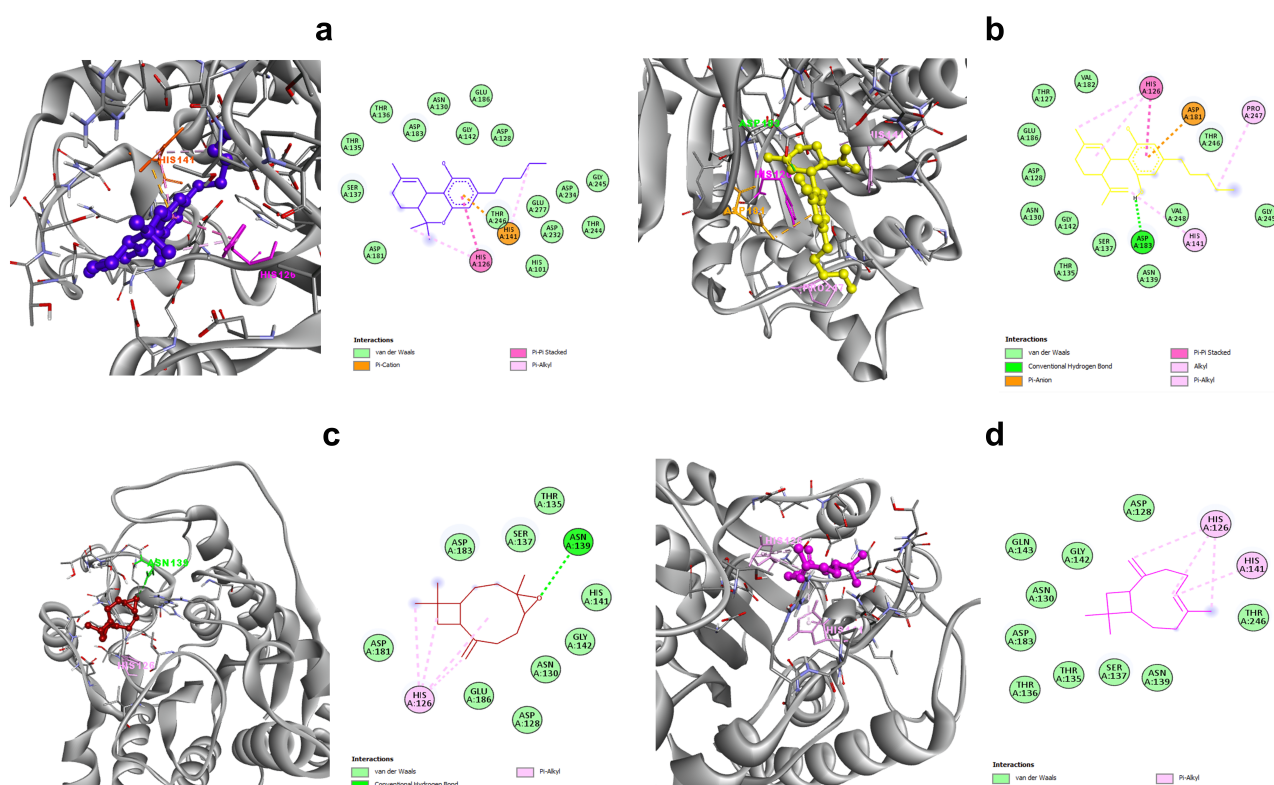 a
HIS141
HIS126
GLU A:186
ASN A:130
THR A:136
ASP A:183
GLY A:142
ASP A:128
THR A:135
SER A:137
ASP A:181
THR A:246
HIS A:141
HIS A:126
GLU A:277
ASP A:234
GLY A:245
ASP A:232
THR A:244
HIS A:101
Interactions
van der Waals
Pi-Cation
Pi-Pi Stacked
Pi-Alkyl
b
HIS141
PRO247
VAL A:182
THR A:127
HIS A:126
ASP A:181
PRO A:247
GLU A:186
THR A:246
ASP A:128
ASN A:130
GLY A:142
SER A:137
ASP A:183
VAL A:248
HIS A:141
GLY A:245
THR A:135
ASN A:139
H
Interactions
van der Waals
Conventional Hydrogen Bond
Pi-Anion
Pi-Pi Stacked
Alkyl
Pi-Alkyl
c
ASN139
HIS126
THR A:135
SER A:137
ASN A:139
ASP A:183
HIS A:141
GLY A:142
ASP A:181
ASN A:130
HIS A:126
GLU A:186
ASP A:128
Interactions
van der Waals
Conventional Hydrogen Bond
Pi-Alkyl
d
ASP A:128
HIS A:126
GLN A:143
GLY A:142
HIS A:141
ASN A:130
THR A:246
ASP A:183
THR A:136
THR A:135
SER A:137
ASN A:139
Interactions
van der Waals
Pi-Alkyl